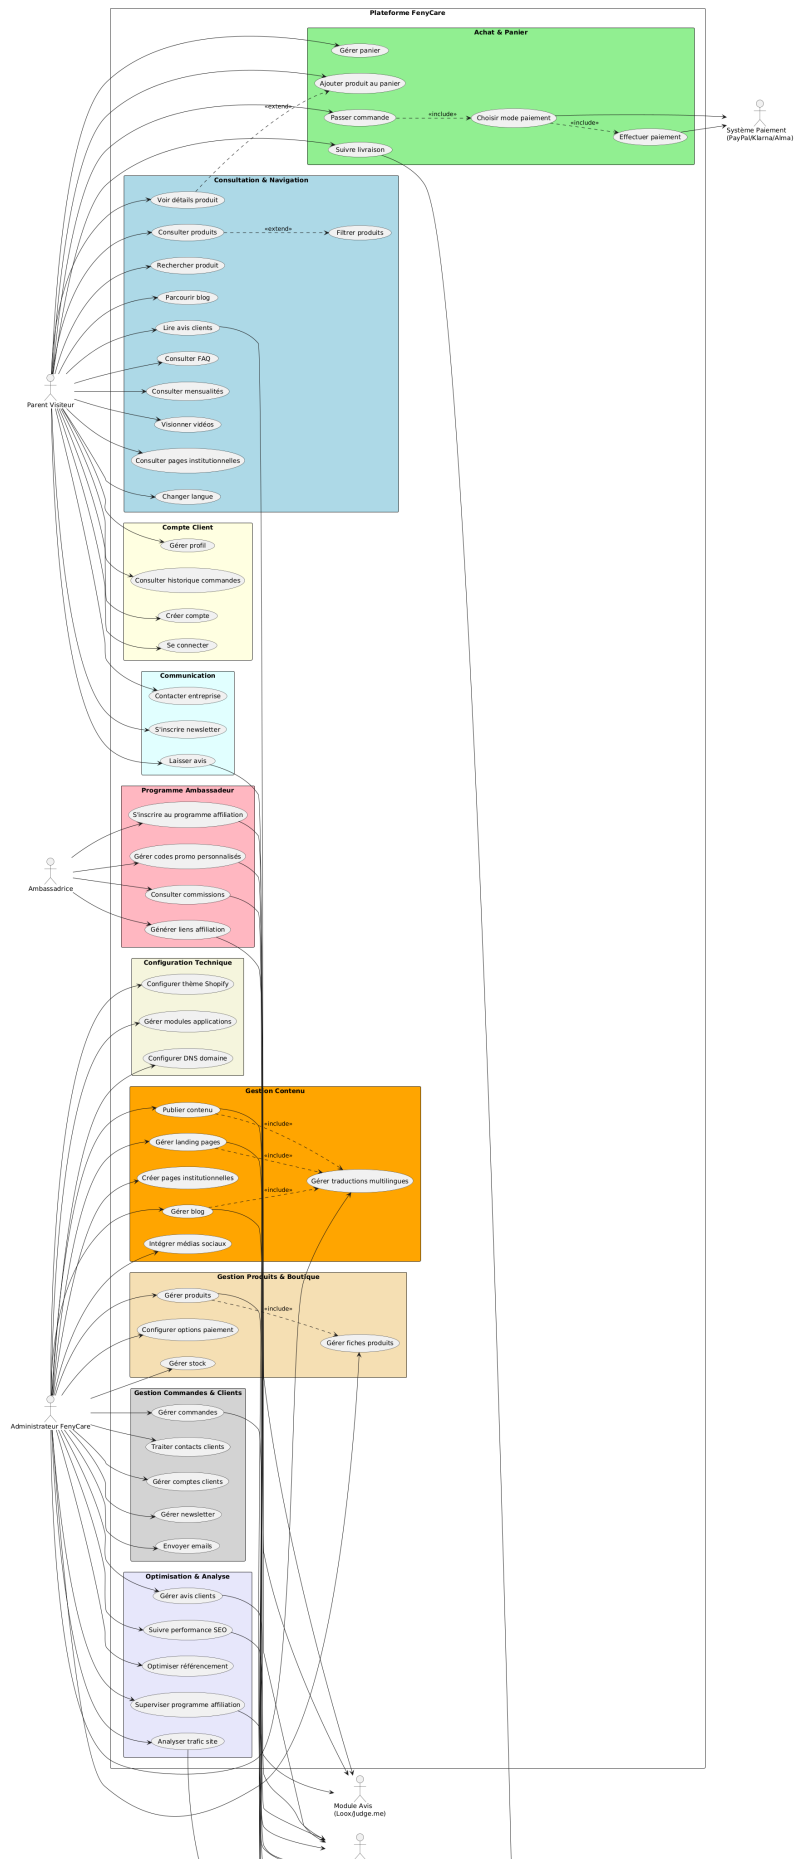 Plateforme FenyCare
Achat & Panier
Gérer panier
Ajouter produit au panier
«extend»
Passer commande
«include»
Choisir mode paiement
«include»
Effectuer paiement
Suivre livraison
Système Paiement
(PayPal/Klarna/Alma)
Consultation & Navigation
Voir détails produit
Consulter produits
«extend»
Filtrer produits
Rechercher produit
Parcourir blog
Lire avis clients
Consulter FAQ
Consulter mensualités
Visionner vidéos
Consulter pages institutionnelles
Changer langue
Parent Visiteur
Compte Client
Gérer profil
Consulter historique commandes
Créer compte
Se connecter
Communication
Contacter entreprise
S'inscrire newsletter
Laisser avis
Programme Ambassadeur
S'inscrire au programme affiliation
Gérer codes promo personnalisés
Consulter commissions
Générer liens affiliation
Ambassadrice
Configuration Technique
Configurer thème Shopify
Gérer modules applications
Configurer DNS domaine
Gestion Contenu
Publier contenu
«include»
Gérer landing pages
«include»
Créer pages institutionnelles
Gérer traductions multilingues
«include»
Gérer blog
Intégrer médias sociaux
Gestion Produits & Boutique
Gérer produits
«include»
Configurer options paiement
Gérer fiches produits
Gérer stock
Administrateur FenyCare
Gestion Commandes & Clients
Gérer commandes
Traiter contacts clients
Gérer comptes clients
Gérer newsletter
Envoyer emails
Optimisation & Analyse
Gérer avis clients
Suivre performance SEO
Optimiser référencement
Superviser programme affiliation
Analyser trafic site
Module Avis
(Loox/Judge.me)